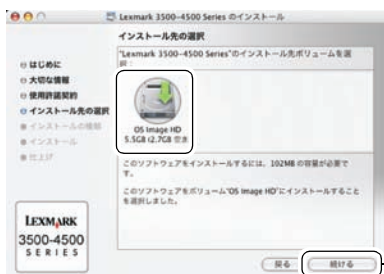 Lexmark 3500-4500 Series のインストール
インストール先の選択
"Lexmark 3500-4500 Series"のインストール先ボリュームを選
択:
はじめに
大切な情報
使用許諾契約
インストール先の選択
インストールの種類
インストール
仕上げ
OS Image HD
5.5GB (2.7GB 空き
このソフトウェアをインストールするには、102MB の容量が必要で
す。
このソフトウェアをボリューム"OS Image HD"にインストールすること
を選択しました。
LEXMARK
3500-4500
SERIES
戻る
続ける